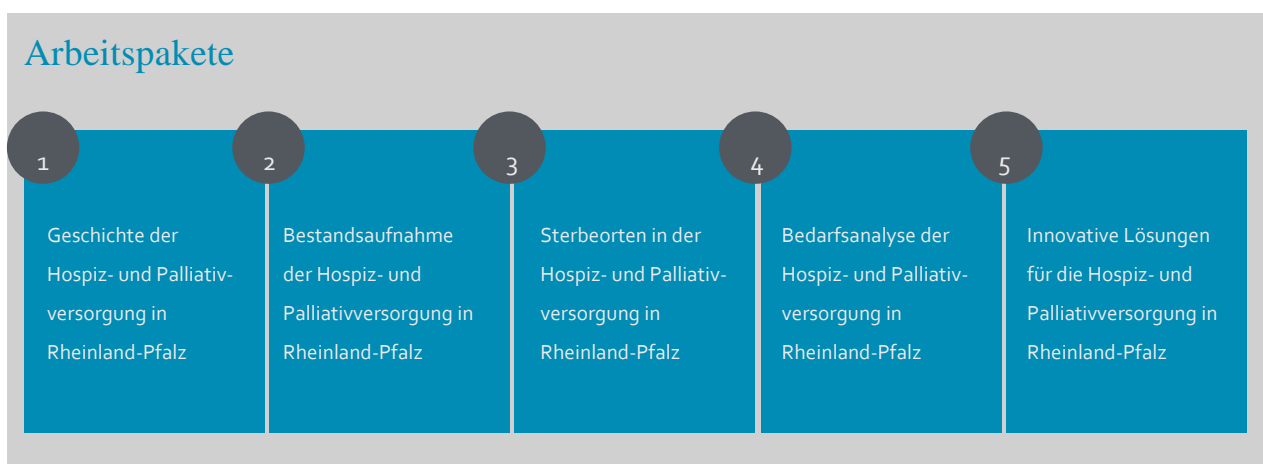 Arbeitspakete
1
Geschichte der
Hospiz- und Palliativ-
versorgung in
Rheinland-Pfalz
2
Bestandsaufnahme
der Hospiz- und
Palliativversorgung in
Rheinland-Pfalz
3
Sterbeorten in der
Hospiz- und Palliativ-
versorgung in
Rheinland-Pfalz
4
Bedarfsanalyse der
Hospiz- und Palliativ-
versorgung in
Rheinland-Pfalz
5
Innovative Lösungen
für die Hospiz- und
Palliativversorgung in
Rheinland-Pfalz